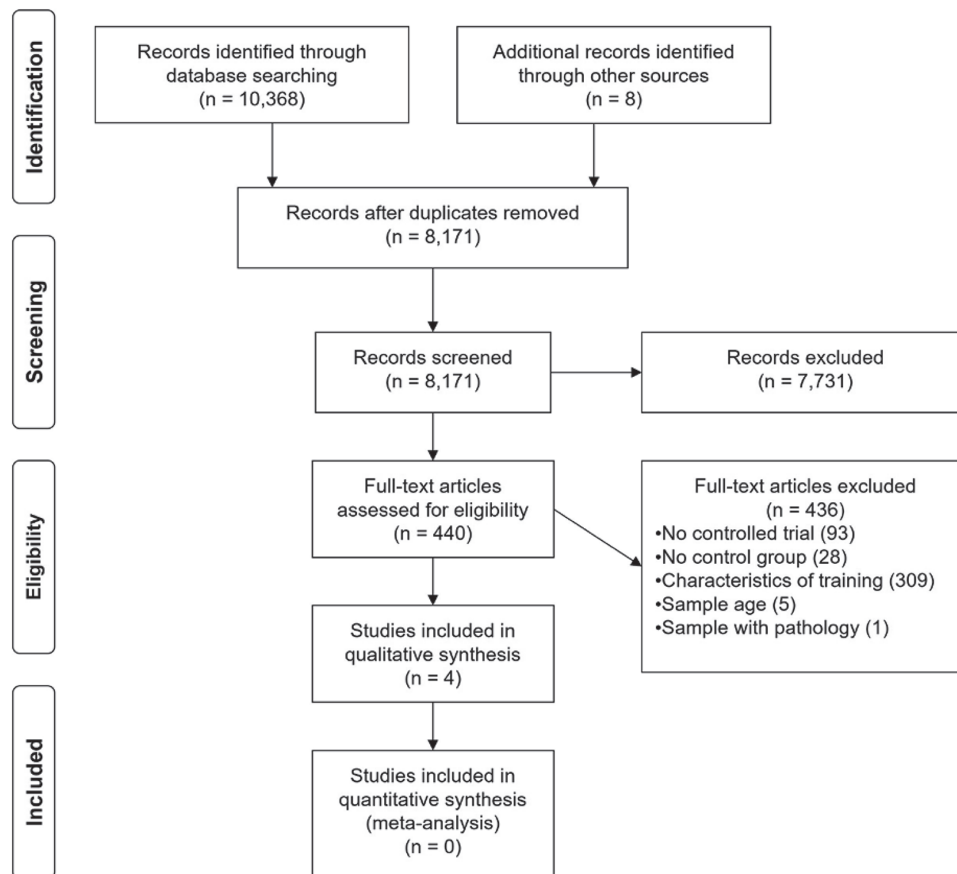 Identification
Records identified through
database searching
(n = 10,368)
Additional records identified
through other sources
(n = 8)
Records after duplicates removed
(n = 8,171)
Screening
Records screened
(n = 8,171)
Records excluded
(n = 7,731)
Eligibility
Full-text articles
assessed for eligibility
(n = 440)
Full-text articles excluded
(n = 436)
•No controlled trial (93)
•No control group (28)
•Characteristics of training (309)
•Sample age (5)
•Sample with pathology (1)
Studies included in
qualitative synthesis
(n = 4)
Included
Studies included in
quantitative synthesis
(meta-analysis)
(n = 0)